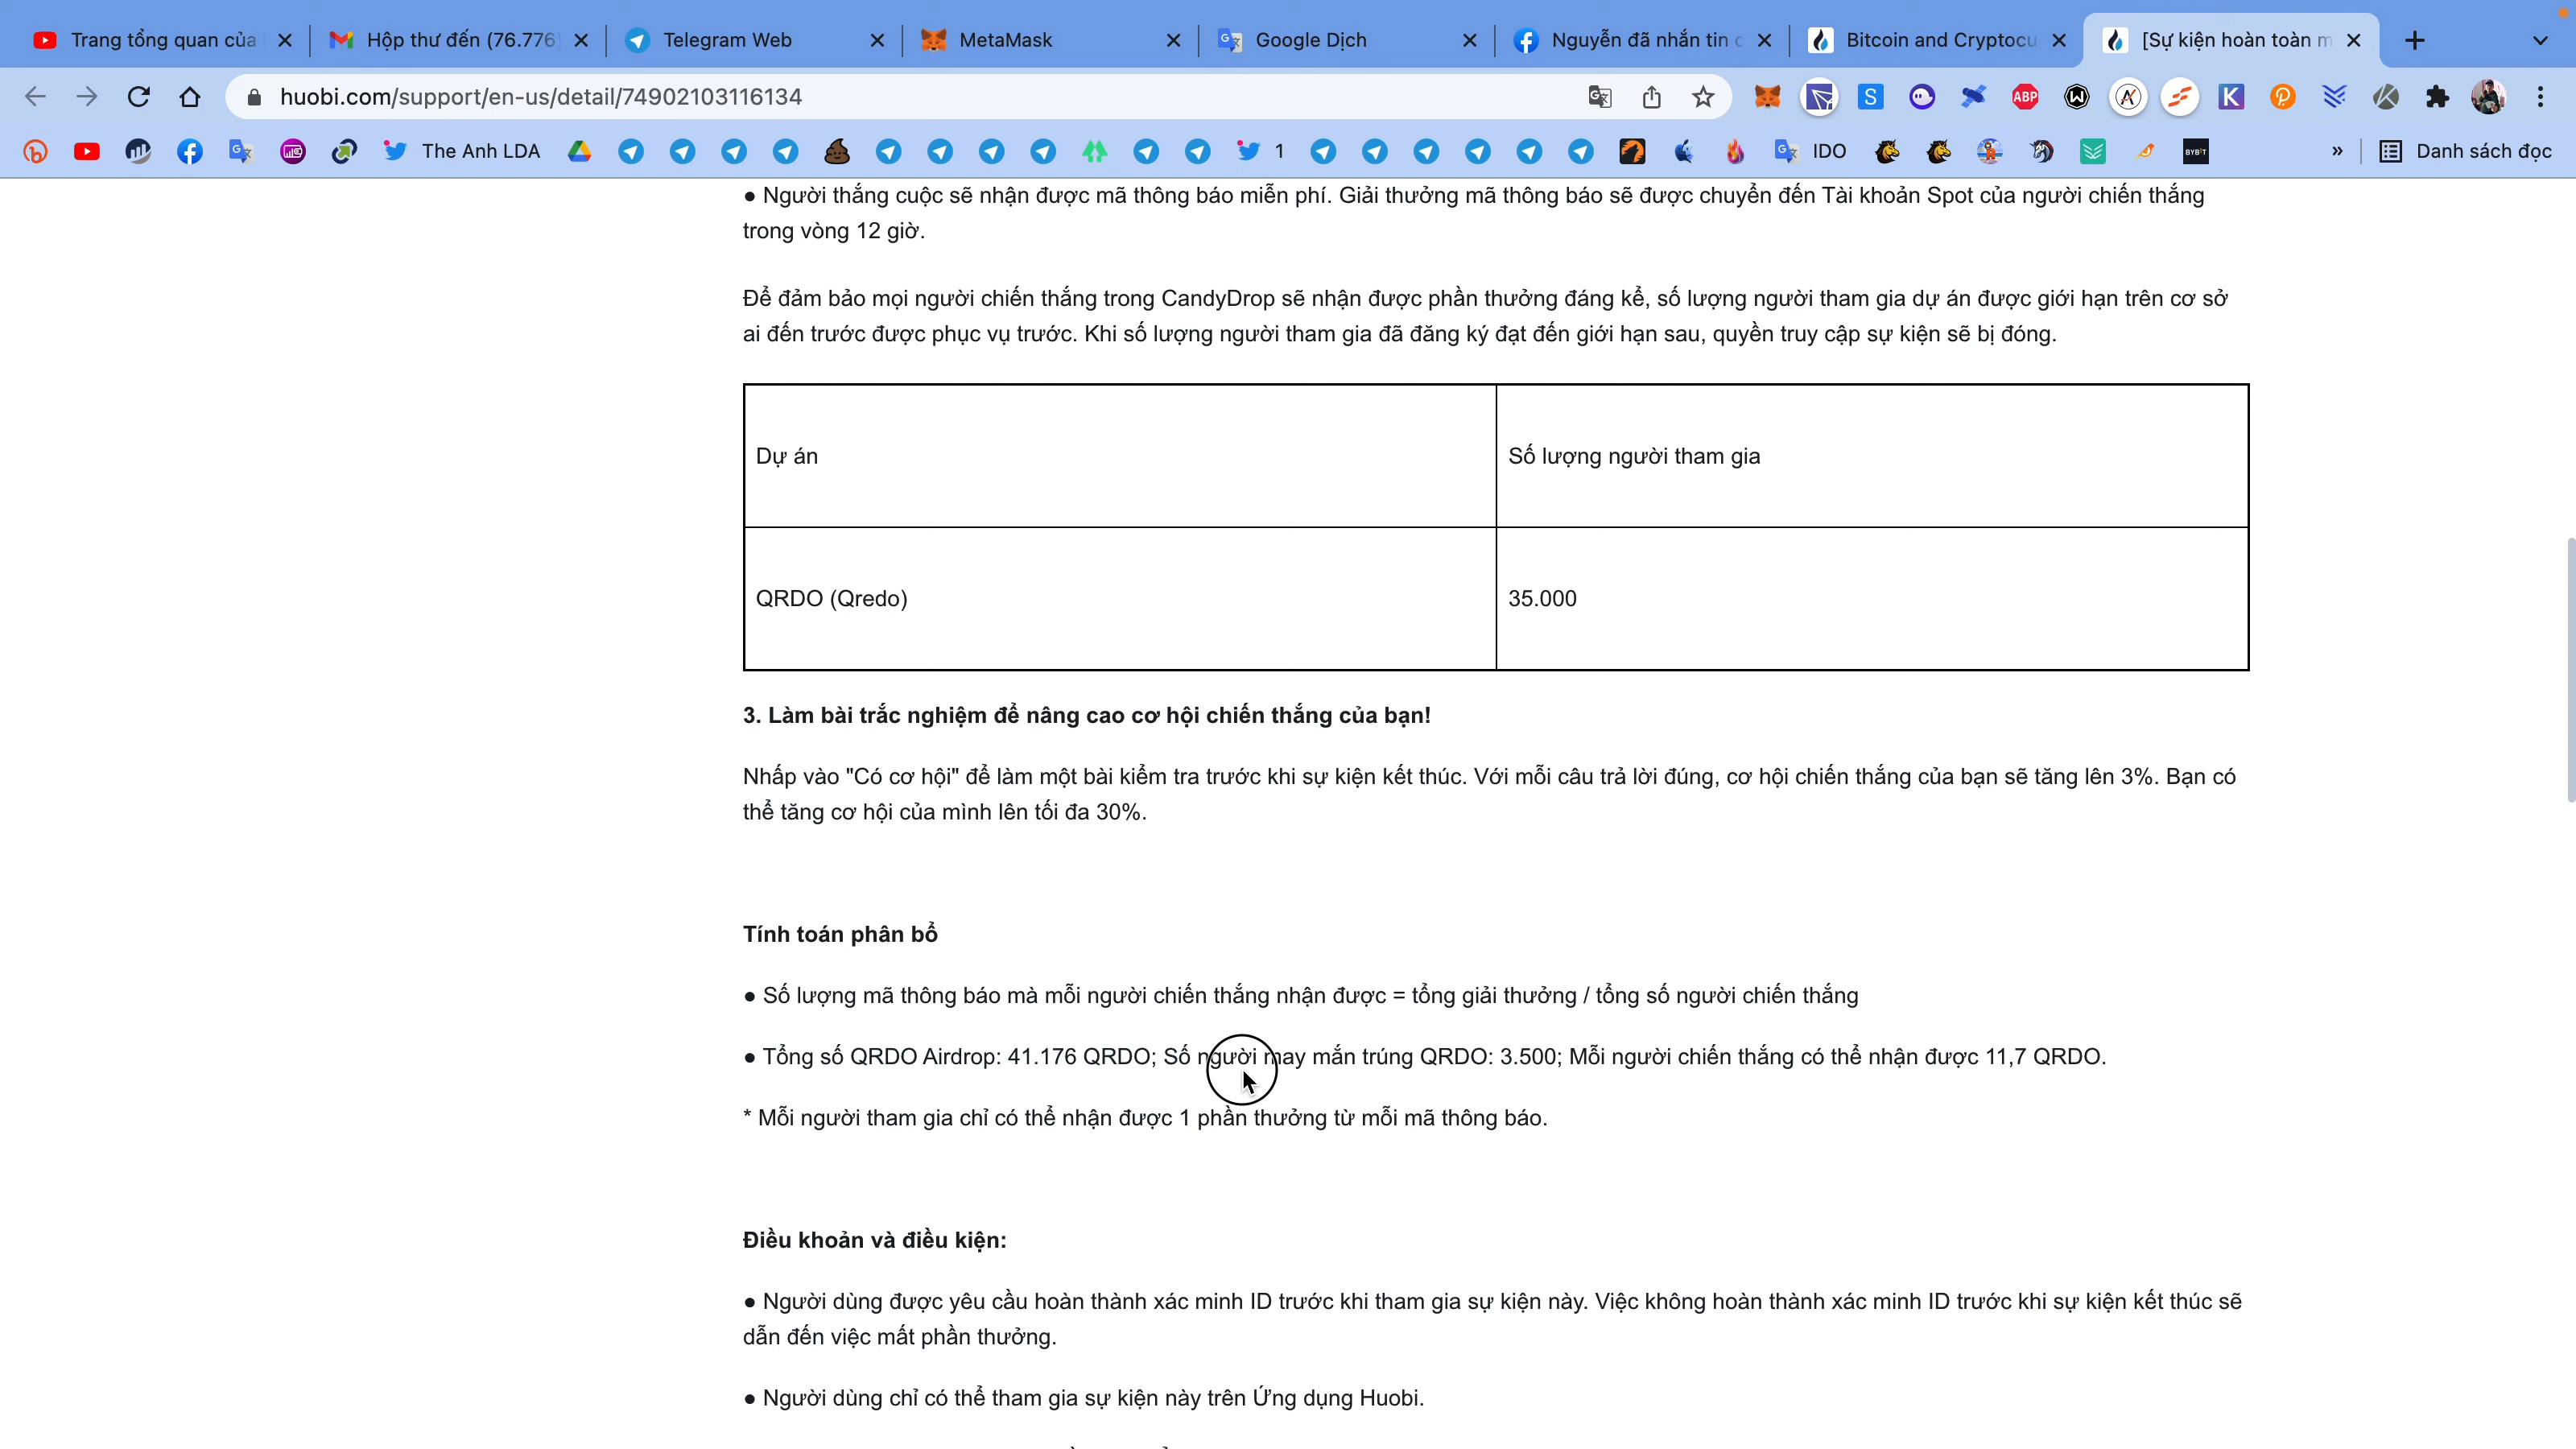 Trang tổng quan của
Hộp thư đến (76.776
Telegram Web
MetaMask
Google Dịch
Nguyễn đã nhắn tin c
Bitcoin and Cryptocu
[Sự kiện hoàn toàn m
huobi.com/support/en-us/detail/74902103116134
ABP
The Anh LDA
1
IDO
BYBIT
»
Danh sách đọc
● Người thắng cuộc sẽ nhận được mã thông báo miễn phí. Giải thưởng mã thông báo sẽ được chuyển đến Tài khoản Spot của người chiến thắng
trong vòng 12 giờ.
Để đảm bảo mọi người chiến thắng trong CandyDrop sẽ nhận được phần thưởng đáng kể, số lượng người tham gia dự án được giới hạn trên cơ sở
ai đến trước được phục vụ trước. Khi số lượng người tham gia đã đăng ký đạt đến giới hạn sau, quyền truy cập sự kiện sẽ bị đóng.
Dự án
Số lượng người tham gia
QRDO (Qredo)
35.000
3. Làm bài trắc nghiệm để nâng cao cơ hội chiến thắng của bạn!
Nhấp vào "Có cơ hội" để làm một bài kiểm tra trước khi sự kiện kết thúc. Với mỗi câu trả lời đúng, cơ hội chiến thắng của bạn sẽ tăng lên 3%. Bạn có
thể tăng cơ hội của mình lên tối đa 30%.
Tính toán phân bổ
● Số lượng mã thông báo mà mỗi người chiến thắng nhận được = tổng giải thưởng / tổng số người chiến thắng
● Tổng số QRDO Airdrop: 41.176 QRDO; Số người may mắn trúng QRDO: 3.500; Mỗi người chiến thắng có thể nhận được 11,7 QRDO.
* Mỗi người tham gia chỉ có thể nhận được 1 phần thưởng từ mỗi mã thông báo.
Điều khoản và điều kiện:
● Người dùng được yêu cầu hoàn thành xác minh ID trước khi tham gia sự kiện này. Việc không hoàn thành xác minh ID trước khi sự kiện kết thúc sẽ
dẫn đến việc mất phần thưởng.
● Người dùng chỉ có thể tham gia sự kiện này trên Ứng dụng Huobi.